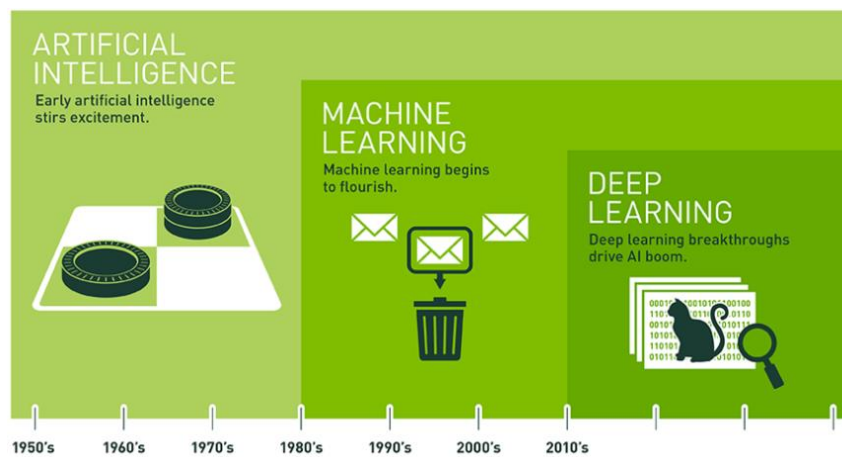 ARTIFICIAL
INTELLIGENCE
Early artificial intelligence
stirs excitement.
MACHINE
LEARNING
Machine learning begins
to flourish.
DEEP
LEARNING
Deep learning breakthroughs
drive AI boom.
1950's 1960's 1970's 1980's 1990's 2000's 2010's